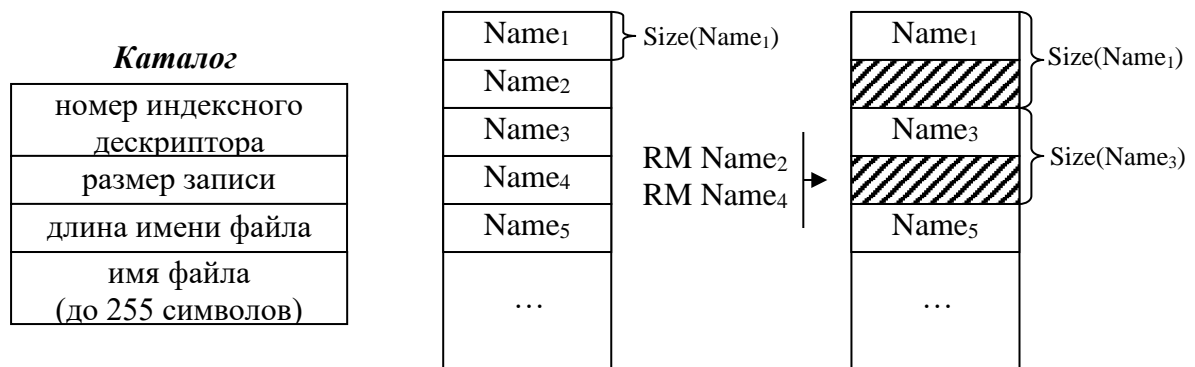 Каталог
номер индексного
дескриптора
размер записи
длина имени файла
имя файла
(до 255 символов)
Name₁
Name₂
Name₃
Name₄
Name₅
…
Size(Name₁)
RM Name₂
RM Name₄
Name₁
Name₃
Name₅
…
Size(Name₁)
Size(Name₃)